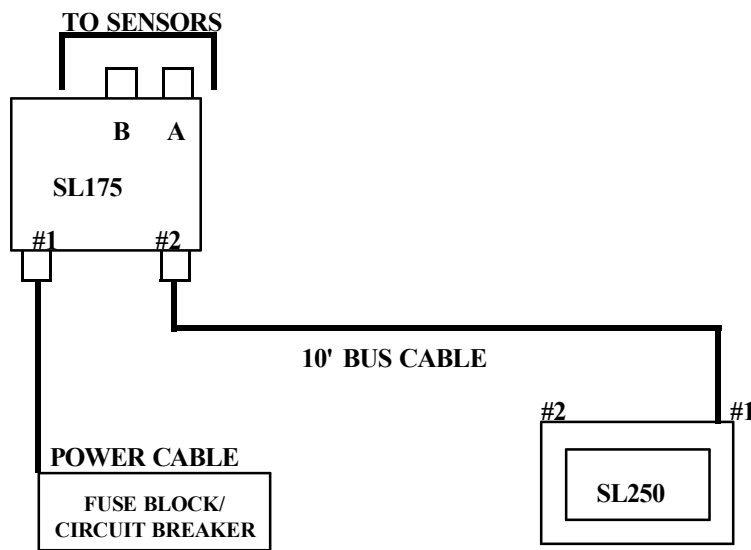 TO SENSORS
B A
SL175
#1 #2
10' BUS CABLE
#2 #1
POWER CABLE
SL250
FUSE BLOCK/
CIRCUIT BREAKER